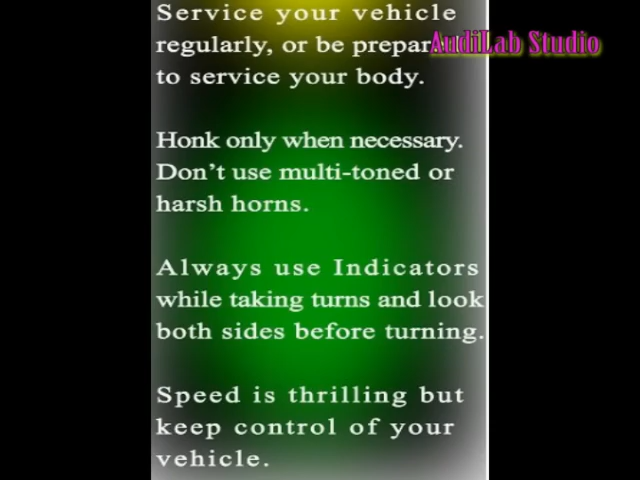 Service your vehicle
regularly, or be prepar
AudiLab Studio
to service your body.
Honk only when necessary.
Don't use multi-toned or
harsh horns.
Always use Indicators
while taking turns and look
both sides before turning.
Speed is thrilling but
keep control of your
vehicle.